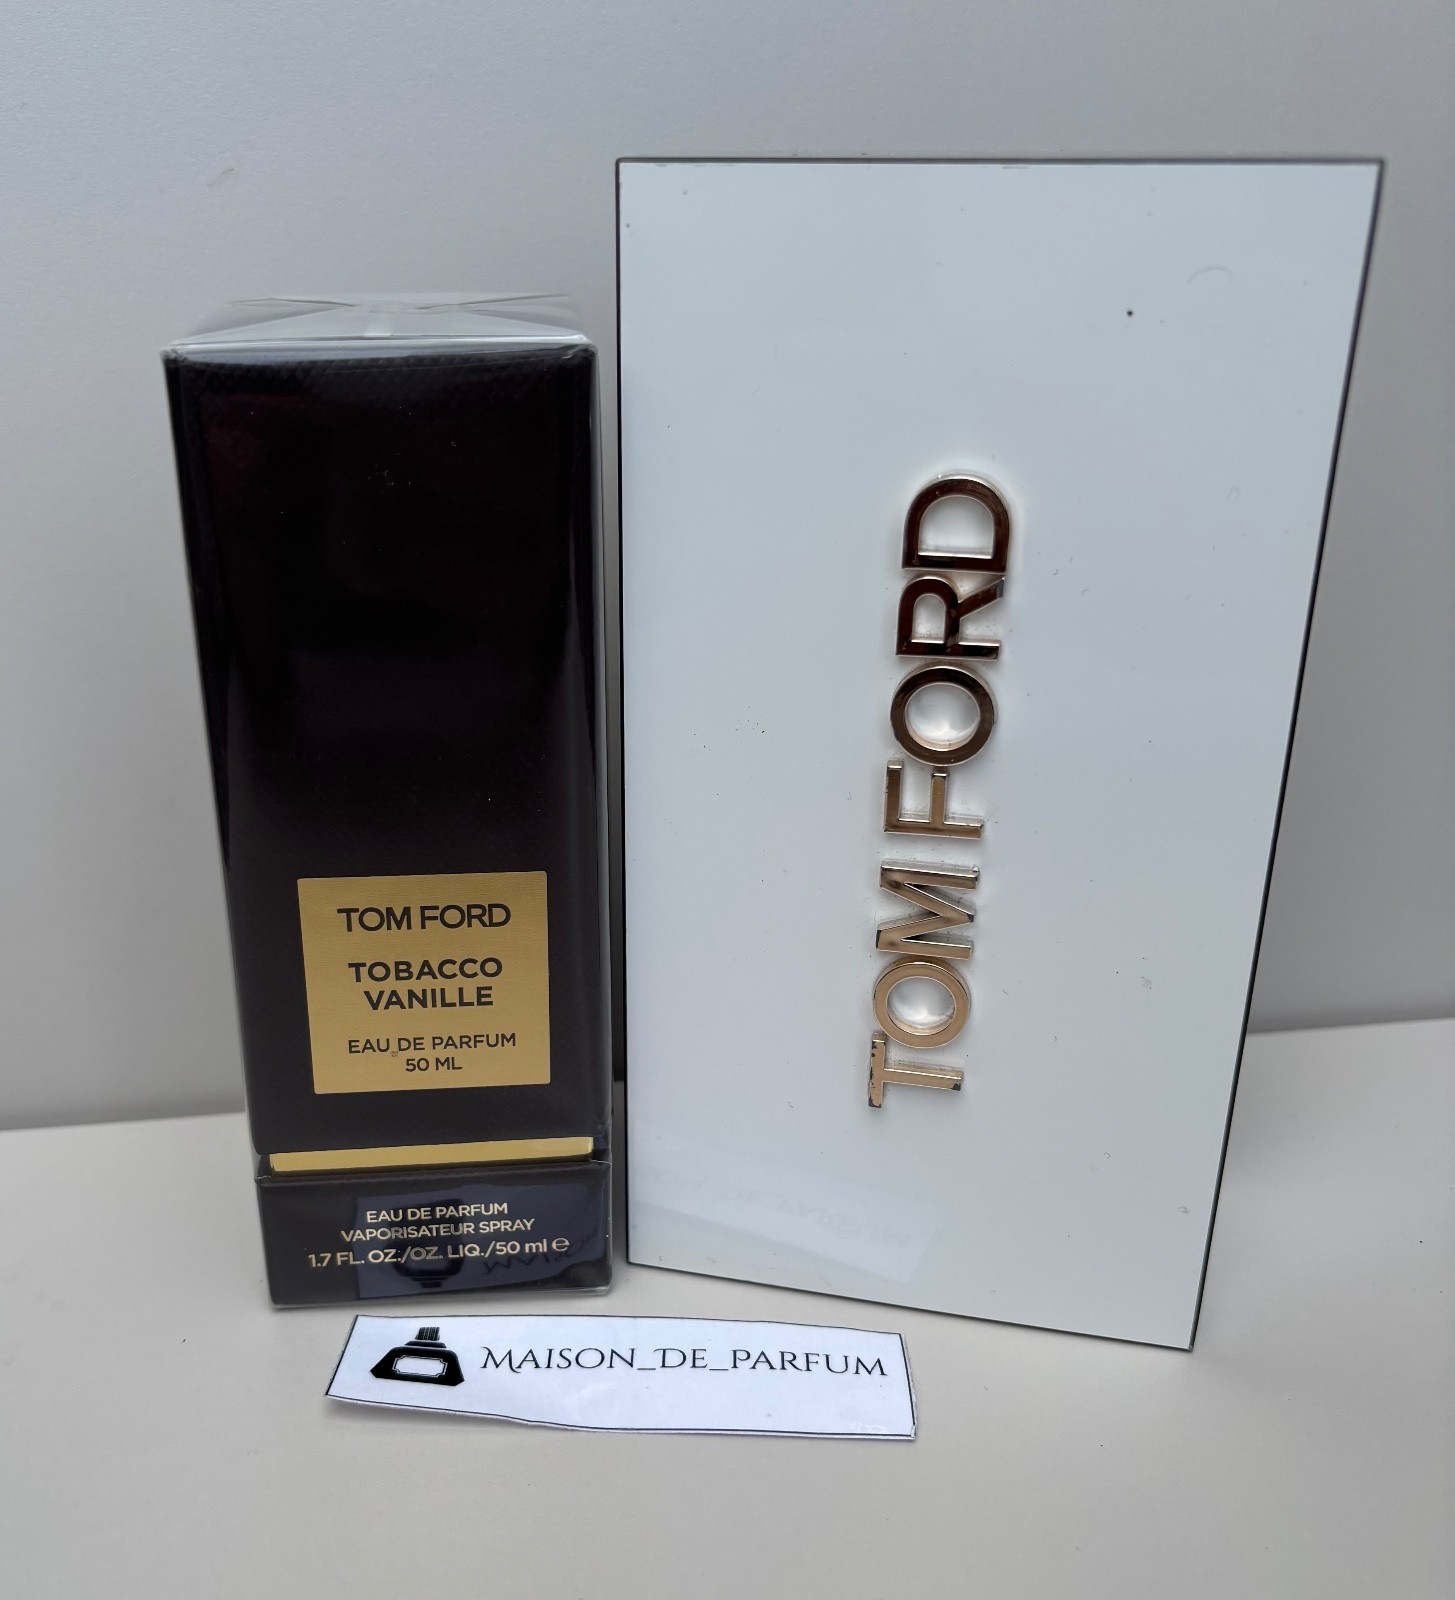 TOM FORD
TOBACCO
VANILLE
EAU DE PARFUM
50 ML
EAU DE PARFUM
VAPORISATEUR SPRAY
1.7 FL. OZ./OZ. LIQ./50 ml ℮
TOM FORD
MAISON_DE_PARFUM